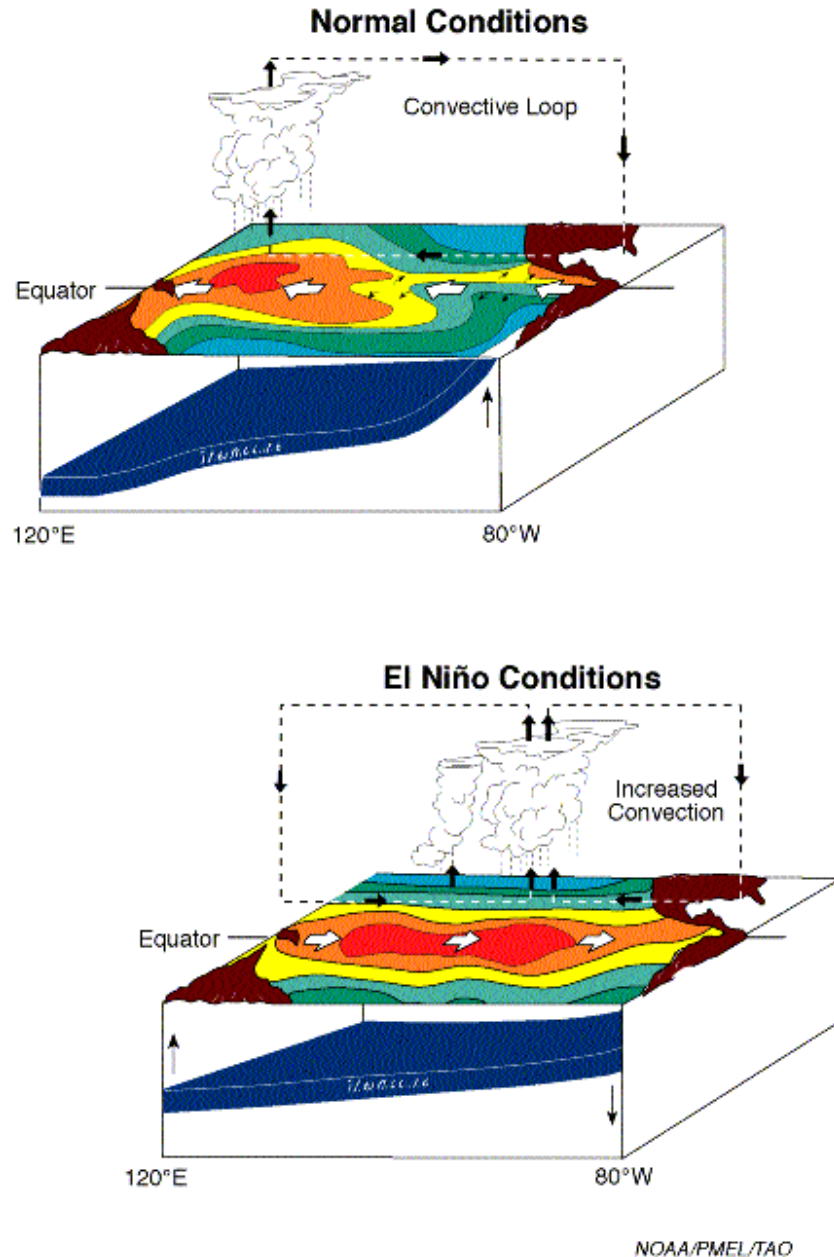 Normal Conditions
Convective Loop
Equator
120°E
80°W
El Niño Conditions
Increased
Convection
Equator
120°E
80°W
NOAA/PMEL/TAO